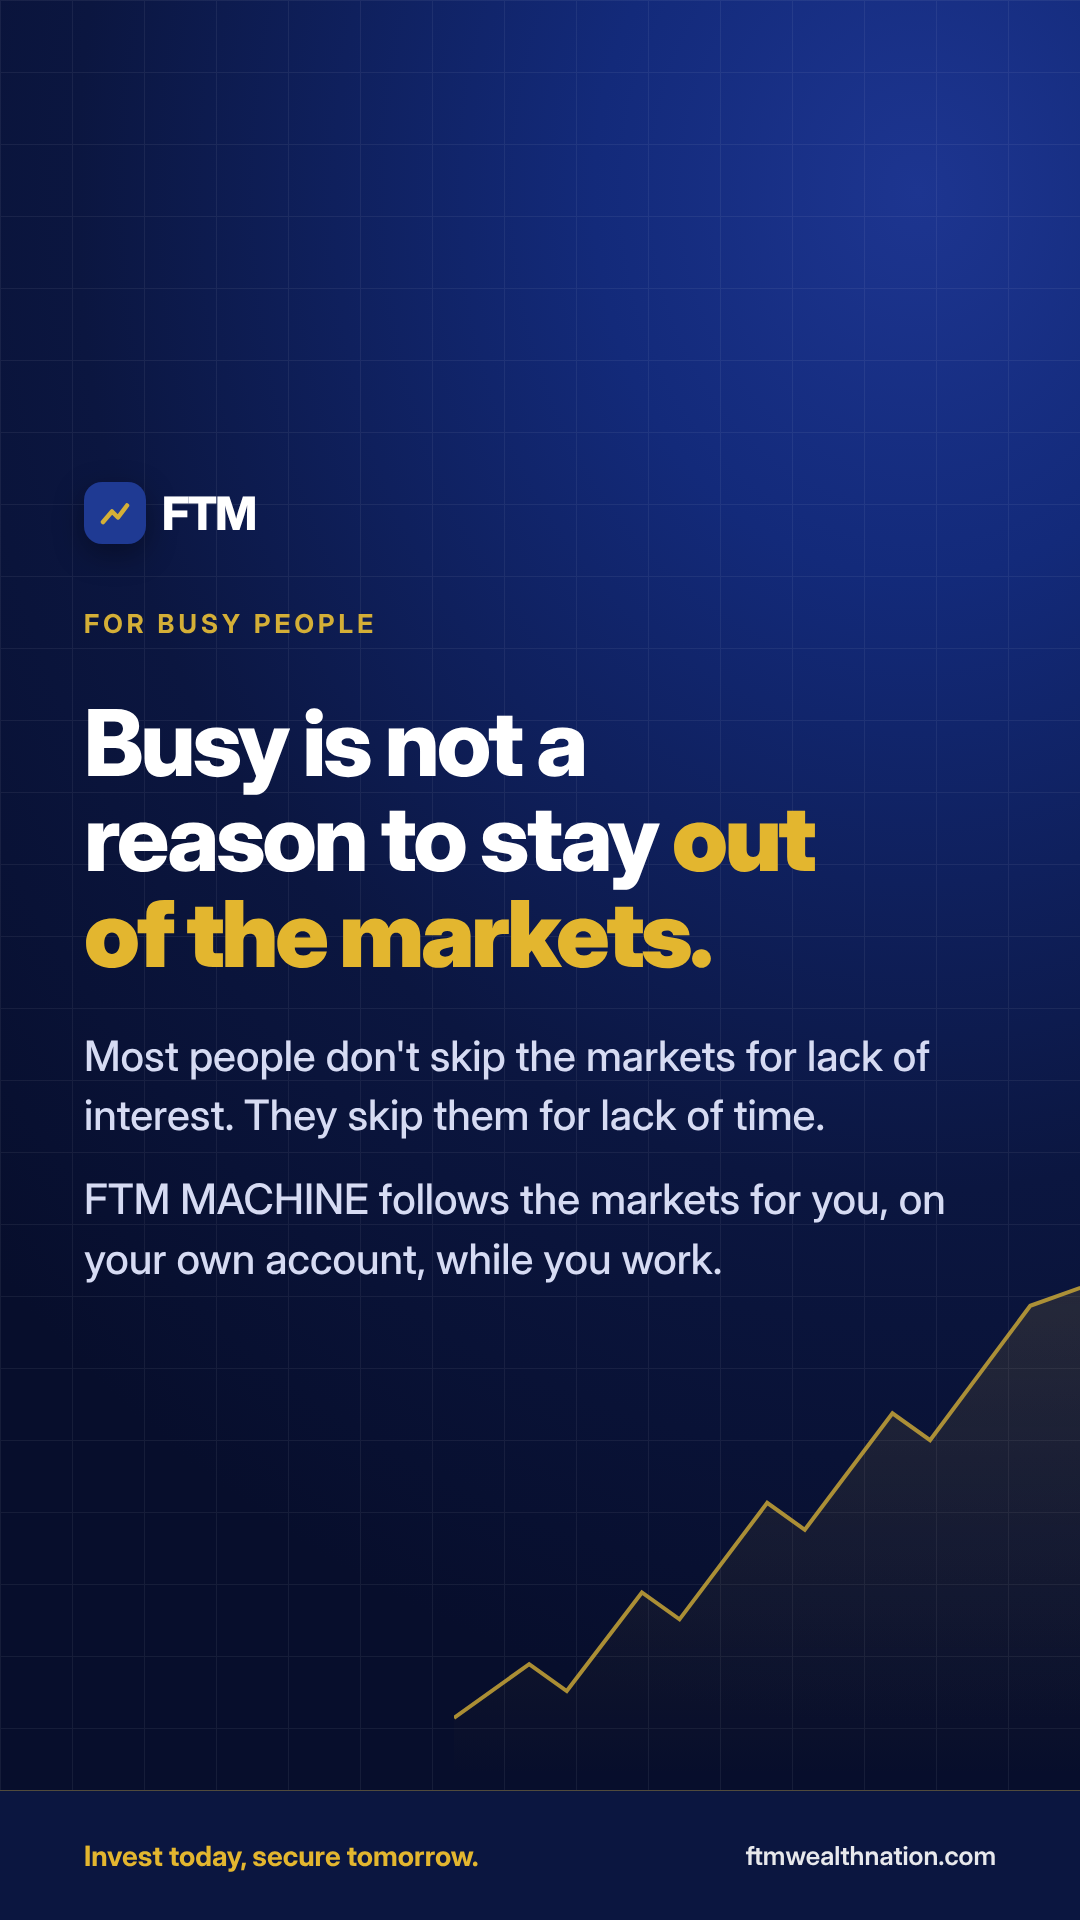 FTM
FOR BUSY PEOPLE
Busy is not a
reason to stay out
of the markets.
Most people don't skip the markets for lack of
interest. They skip them for lack of time.
FTM MACHINE follows the markets for you, on
your own account, while you work.
Invest today, secure tomorrow.
ftmwealthnation.com